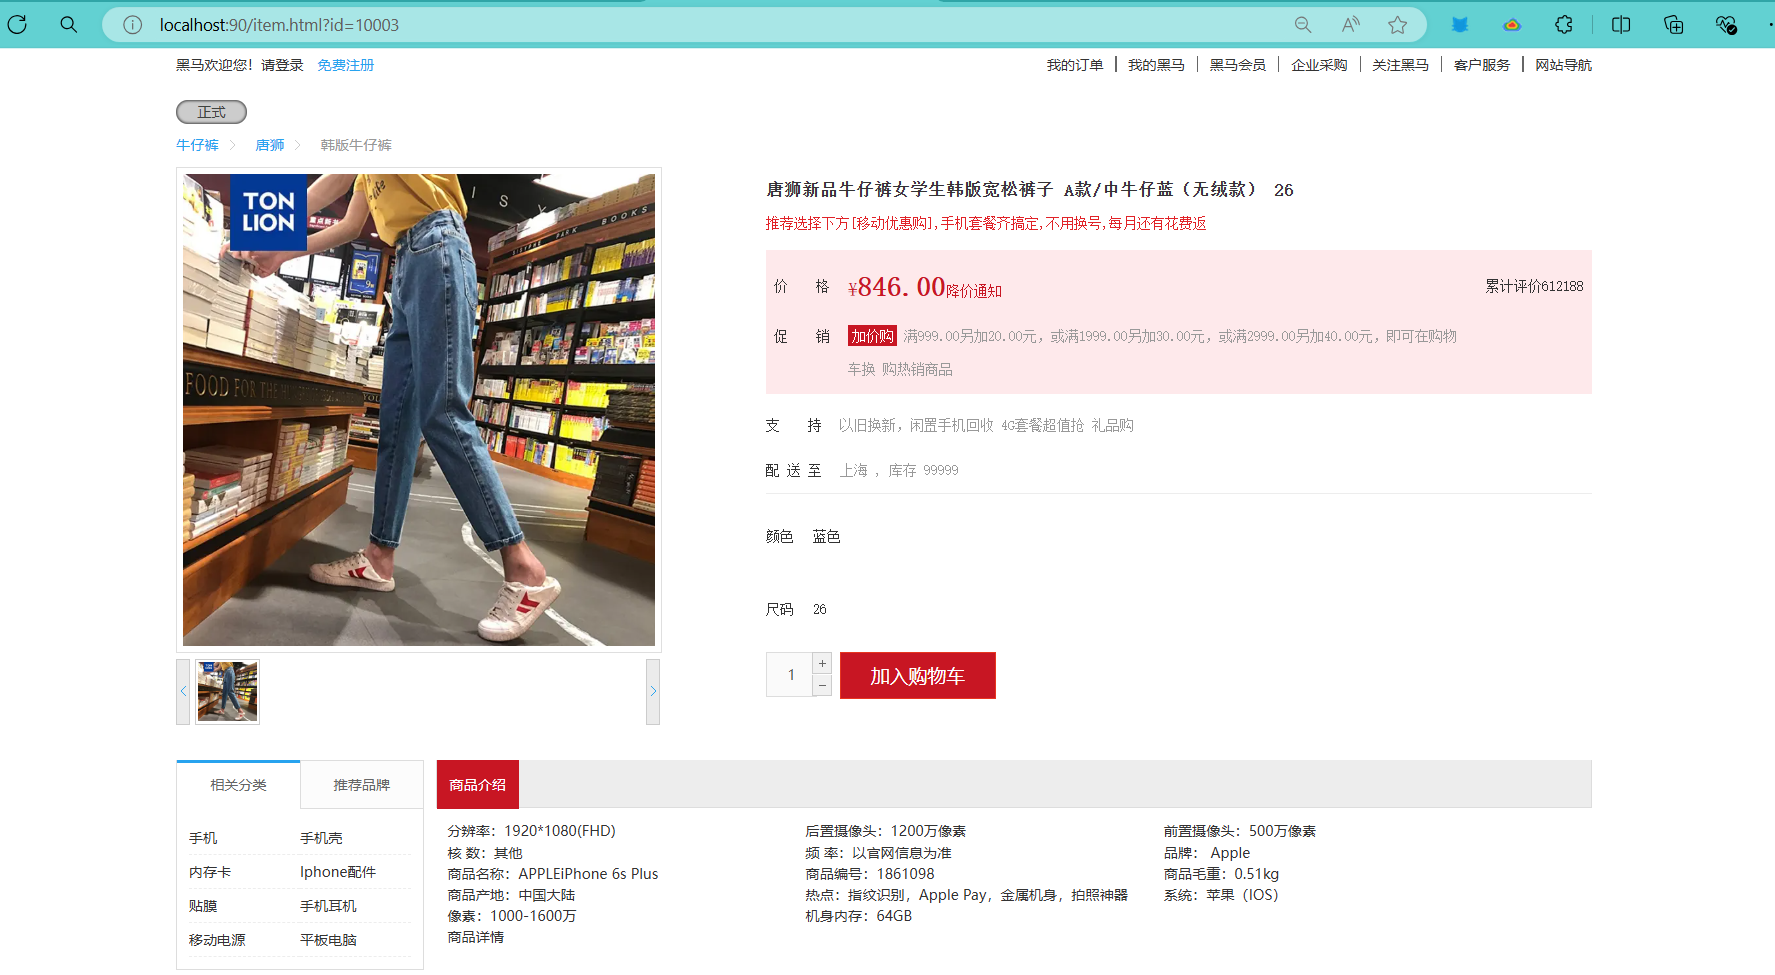 localhost:90/item.html?id=10003
黑马欢迎您！请登录 免费注册
我的订单 我的黑马 黑马会员 企业采购 关注黑马 客户服务 网站导航
正式
牛仔裤 唐狮 韩版牛仔裤
TON
LION
BOOKS
FOOD FOR THE
唐狮新品牛仔裤女学生韩版宽松裤子 A款/中牛仔蓝（无绒款） 26
推荐选择下方[移动优惠购],手机套餐齐搞定,不用换号,每月还有花费返
价 格 ¥846.00降价通知 累计评价612188
促 销 加价购 满999.00另加20.00元，或满1999.00另加30.00元，或满2999.00另加40.00元，即可在购物
车换 购热销商品
支 持 以旧换新，闲置手机回收 4G套餐超值抢 礼品购
配 送 至 上海 ，库存 99999
颜色 蓝色
尺码 26
1 + − 加入购物车
相关分类 推荐品牌
手机 手机壳
内存卡 Iphone配件
贴膜 手机耳机
移动电源 平板电脑
商品介绍
分辨率：1920*1080(FHD) 后置摄像头：1200万像素 前置摄像头：500万像素
核 数：其他 频 率：以官网信息为准 品牌： Apple
商品名称：APPLEiPhone 6s Plus 商品编号：1861098 商品毛重：0.51kg
商品产地：中国大陆 热点：指纹识别，Apple Pay，金属机身，拍照神器 系统：苹果（IOS）
像素：1000-1600万 机身内存：64GB
商品详情